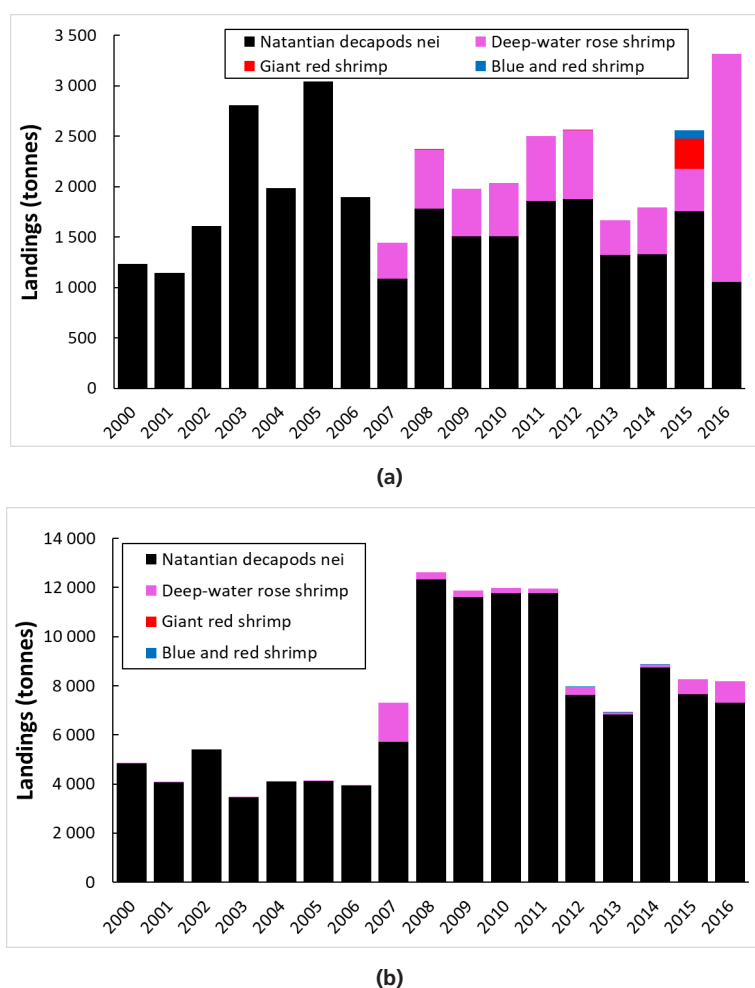 3 500
3 000
2 500
2 000
1 500
1 000
500
0
Landings (tonnes)
Natantian decapods nei
Deep-water rose shrimp
Giant red shrimp
Blue and red shrimp
2000 2001 2002 2003 2004 2005 2006 2007 2008 2009 2010 2011 2012 2013 2014 2015 2016
(a)
14 000
12 000
10 000
8 000
6 000
4 000
2 000
0
Landings (tonnes)
Natantian decapods nei
Deep-water rose shrimp
Giant red shrimp
Blue and red shrimp
2000 2001 2002 2003 2004 2005 2006 2007 2008 2009 2010 2011 2012 2013 2014 2015 2016
(b)